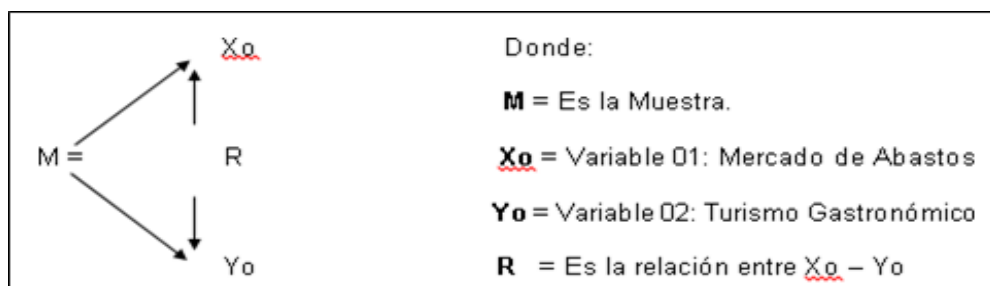 Xo
M =
R
Yo
Donde:
M = Es la Muestra.
Xo = Variable 01: Mercado de Abastos
Yo = Variable 02: Turismo Gastronómico
R = Es la relación entre Xo – Yo